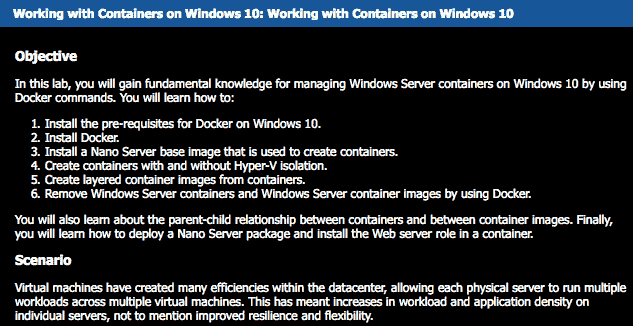 Working with Containers on Windows 10: Working with Containers on Windows 10
Objective
In this lab, you will gain fundamental knowledge for managing Windows Server containers on Windows 10 by using
Docker commands. You will learn how to:
1. Install the pre-requisites for Docker on Windows 10.
2. Install Docker.
3. Install a Nano Server base image that is used to create containers.
4. Create containers with and without Hyper-V isolation.
5. Create layered container images from containers.
6. Remove Windows Server containers and Windows Server container images by using Docker.
You will also learn about the parent-child relationship between containers and between container images. Finally,
you will learn how to deploy a Nano Server package and install the Web server role in a container.
Scenario
Virtual machines have created many efficiencies within the datacenter, allowing each physical server to run multiple
workloads across multiple virtual machines. This has meant increases in workload and application density on
individual servers, not to mention improved resilience and flexibility.